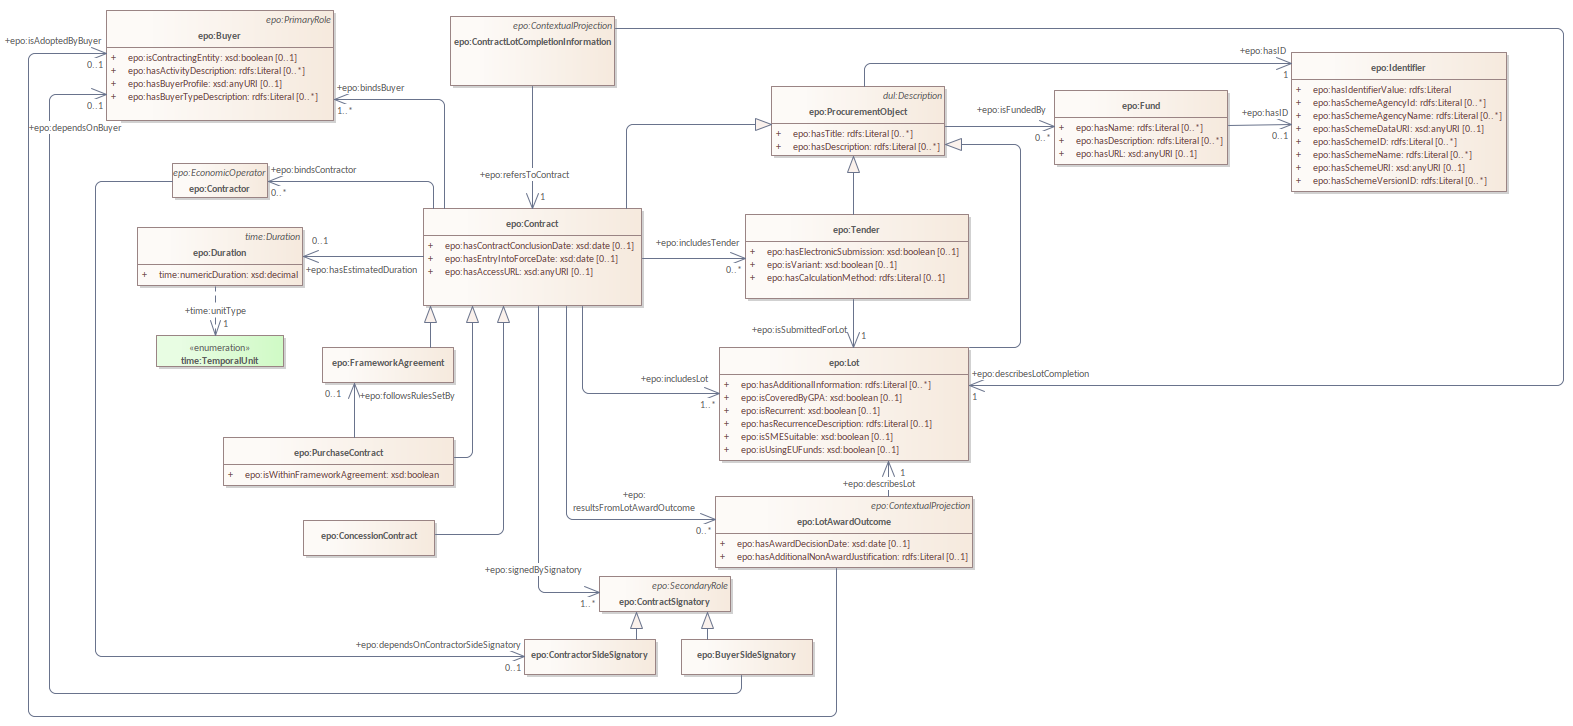 epo:PrimaryRole
epo:Buyer
+ epo:isContractingEntity: xsd:boolean [0..1]
+ epo:hasActivityDescription: rdfs:Literal [0..*]
+ epo:hasBuyerProfile: xsd:anyURI [0..1]
+ epo:hasBuyerTypeDescription: rdfs:Literal [0..*]
+epo:isAdoptedByBuyer
0..1
0..1
+epo:dependsOnBuyer
+epo:bindsBuyer
1..*
epo:ContextualProjection
epo:ContractLotCompletionInformation
+epo:refersToContract
1
dul:Description
epo:ProcurementObject
+ epo:hasTitle: rdfs:Literal [0..*]
+ epo:hasDescription: rdfs:Literal [0..*]
+epo:hasID
1
+epo:isFundedBy
0..*
epo:Fund
+ epo:hasName: rdfs:Literal [0..*]
+ epo:hasDescription: rdfs:Literal [0..*]
+ epo:hasURL: xsd:anyURI [0..1]
+epo:hasID
0..1
epo:Identifier
+ epo:hasIdentifierValue: rdfs:Literal
+ epo:hasSchemeAgencyId: rdfs:Literal [0..*]
+ epo:hasSchemeAgencyName: rdfs:Literal [0..*]
+ epo:hasSchemeDataURI: xsd:anyURI [0..1]
+ epo:hasSchemeID: rdfs:Literal [0..*]
+ epo:hasSchemeName: rdfs:Literal [0..*]
+ epo:hasSchemeURI: xsd:anyURI [0..1]
+ epo:hasSchemeVersionID: rdfs:Literal [0..*]
epo:EconomicOperator
epo:Contractor
+epo:bindsContractor
0..*
time:Duration
epo:Duration
+ time:numericDuration: xsd:decimal
0..1
+epo:hasEstimatedDuration
+time:unitType
1
«enumeration»
time:TemporalUnit
epo:Contract
+ epo:hasContractConclusionDate: xsd:date [0..1]
+ epo:hasEntryIntoForceDate: xsd:date [0..1]
+ epo:hasAccessURL: xsd:anyURI [0..1]
+epo:includesTender
0..*
epo:Tender
+ epo:hasElectronicSubmission: xsd:boolean [0..1]
+ epo:isVariant: xsd:boolean [0..1]
+ epo:hasCalculationMethod: rdfs:Literal [0..1]
+epo:isSubmittedForLot
1
epo:FrameworkAgreement
0..1
+epo:followsRulesSetBy
+epo:includesLot
1..*
epo:Lot
+ epo:hasAdditionalInformation: rdfs:Literal [0..*]
+ epo:isCoveredByGPA: xsd:boolean [0..1]
+ epo:isRecurrent: xsd:boolean [0..1]
+ epo:hasRecurrenceDescription: rdfs:Literal [0..1]
+ epo:isSMESuitable: xsd:boolean [0..1]
+ epo:isUsingEUFunds: xsd:boolean [0..1]
+epo:describesLotCompletion
1
epo:PurchaseContract
+ epo:isWithinFrameworkAgreement: xsd:boolean
1
+epo:describesLot
+epo:
resultsFromLotAwardOutcome
0..*
epo:ContextualProjection
epo:LotAwardOutcome
+ epo:hasAwardDecisionDate: xsd:date [0..1]
+ epo:hasAdditionalNonAwardJustification: rdfs:Literal [0..1]
epo:ConcessionContract
+epo:signedBySignatory
1..*
epo:SecondaryRole
epo:ContractSignatory
+epo:dependsOnContractorSideSignatory
0..1
epo:ContractorSideSignatory
epo:BuyerSideSignatory